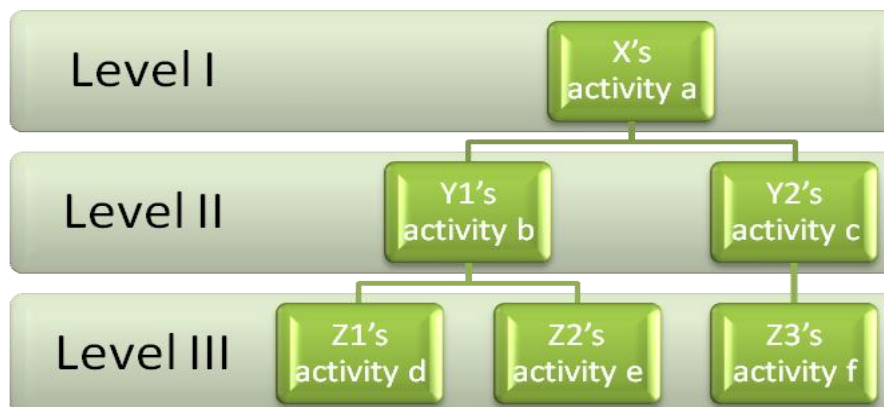 Level I
X's
activity a
Level II
Y1's
activity b
Y2's
activity c
Level III
Z1's
activity d
Z2's
activity e
Z3's
activity f